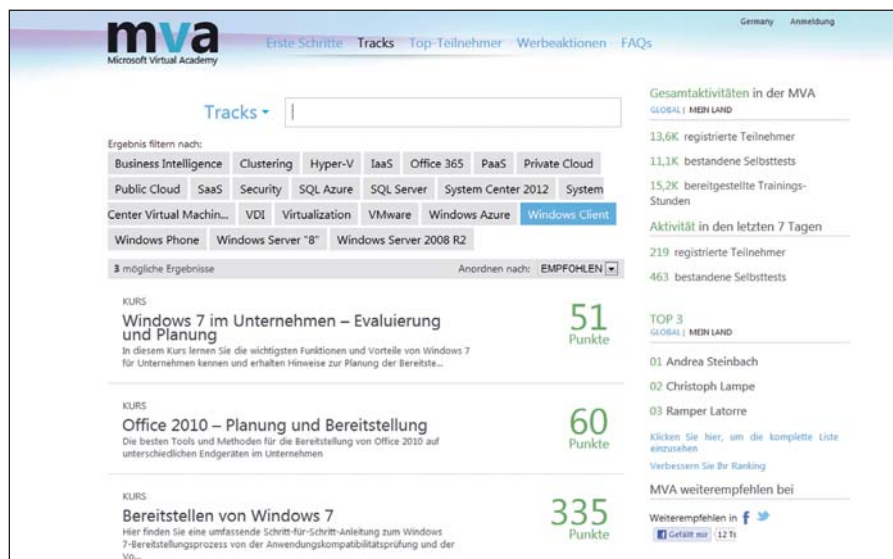 Germany Anmeldung
mva
Microsoft Virtual Academy
Erste Schritte Tracks Top-Teilnehmer Werbeaktionen FAQs
Tracks
Ergebnis filtern nach:
Business Intelligence Clustering Hyper-V IaaS Office 365 PaaS Private Cloud
Public Cloud SaaS Security SQL Azure SQL Server System Center 2012 System
Center Virtual Machin... VDI Virtualization VMware Windows Azure Windows Client
Windows Phone Windows Server "8" Windows Server 2008 R2
3 mögliche Ergebnisse Anordnen nach: EMPFOHLEN
KURS
Windows 7 im Unternehmen – Evaluierung
und Planung
In diesem Kurs lernen Sie die wichtigsten Funktionen und Vorteile von Windows 7
für Unternehmen kennen und erhalten Hinweise zur Planung der Bereitste...
51
Punkte
KURS
Office 2010 – Planung und Bereitstellung
Die besten Tools und Methoden für die Bereitstellung von Office 2010 auf
unterschiedlichen Endgeräten im Unternehmen
60
Punkte
KURS
Bereitstellen von Windows 7
Hier finden Sie eine umfassende Schritt-für-Schritt-Anleitung zum Windows
7-Bereitstellungsprozess von der Anwendungskompatibilitätsprüfung und der
Vo...
335
Punkte
Gesamtaktivitäten in der MVA
GLOBAL | MEIN LAND
13,6K registrierte Teilnehmer
11,1K bestandene Selbsttests
15,2K bereitgestellte Trainings-
Stunden
Aktivität in den letzten 7 Tagen
219 registrierte Teilnehmer
463 bestandene Selbsttests
TOP 3
GLOBAL | MEIN LAND
01 Andrea Steinbach
02 Christoph Lampe
03 Ramper Latorre
Klicken Sie hier, um die komplette Liste
einzusehen
Verbessern Sie Ihr Ranking
MVA weiterempfehlen bei
Weiterempfehlen in f
f Gefällt mir 12 Ts